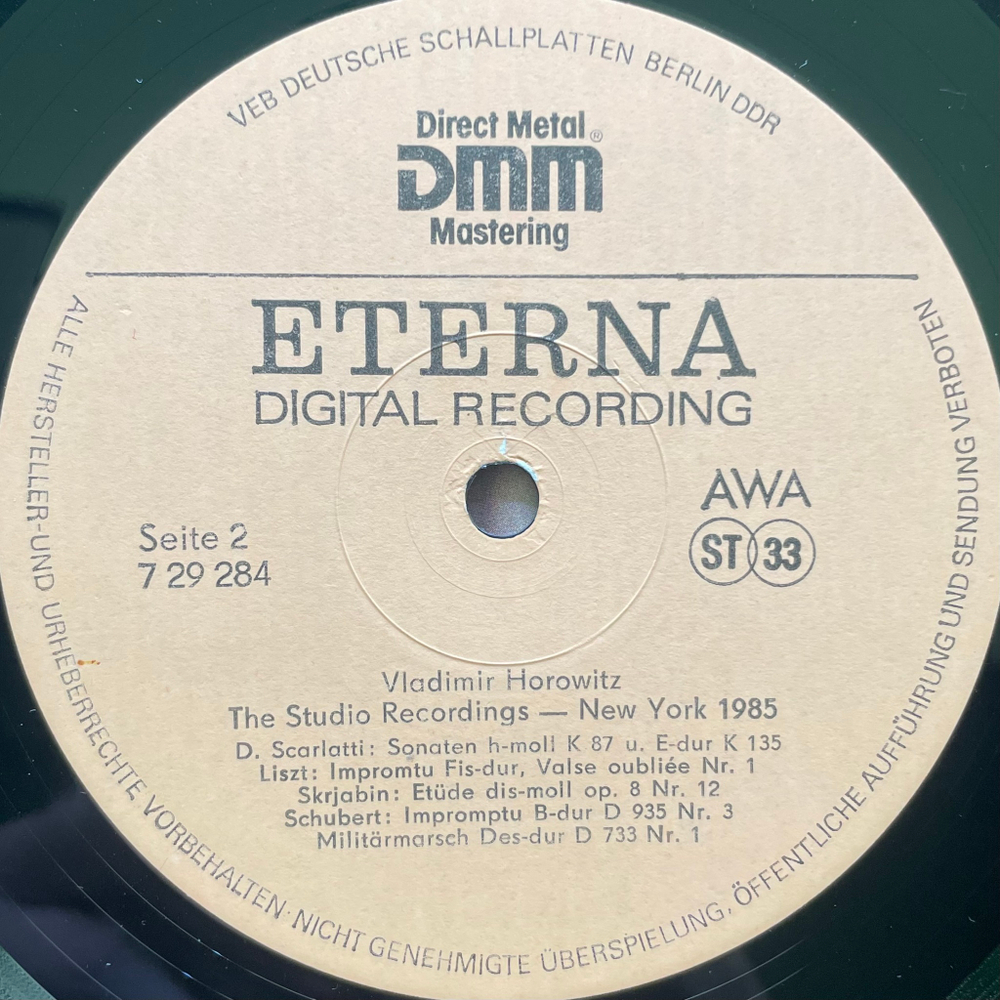 VEB DEUTSCHE SCHALLPLATTEN BERLIN DDR
Direct Metal ®
DMM
Mastering
ETERNA
DIGITAL RECORDING
AWA
ST 33
Seite 2
7 29 284
Vladimir Horowitz
The Studio Recordings — New York 1985
D. Scarlatti: Sonaten h-moll K 87 u. E-dur K 135
Liszt: Impromtu Fis-dur, Valse oubliée Nr. 1
Skrjabin: Etüde dis-moll op. 8 Nr. 12
Schubert: Impromptu B-dur D 935 Nr. 3
Militärmarsch Des-dur D 733 Nr. 1
ALLE HERSTELLER-UND URHEBERRECHTE VORBEHALTEN· NICHT GENEHMIGTE ÜBERSPIELUNG, ÖFFENTLICHE AUFFÜHRUNG UND SENDUNG VERBOTEN